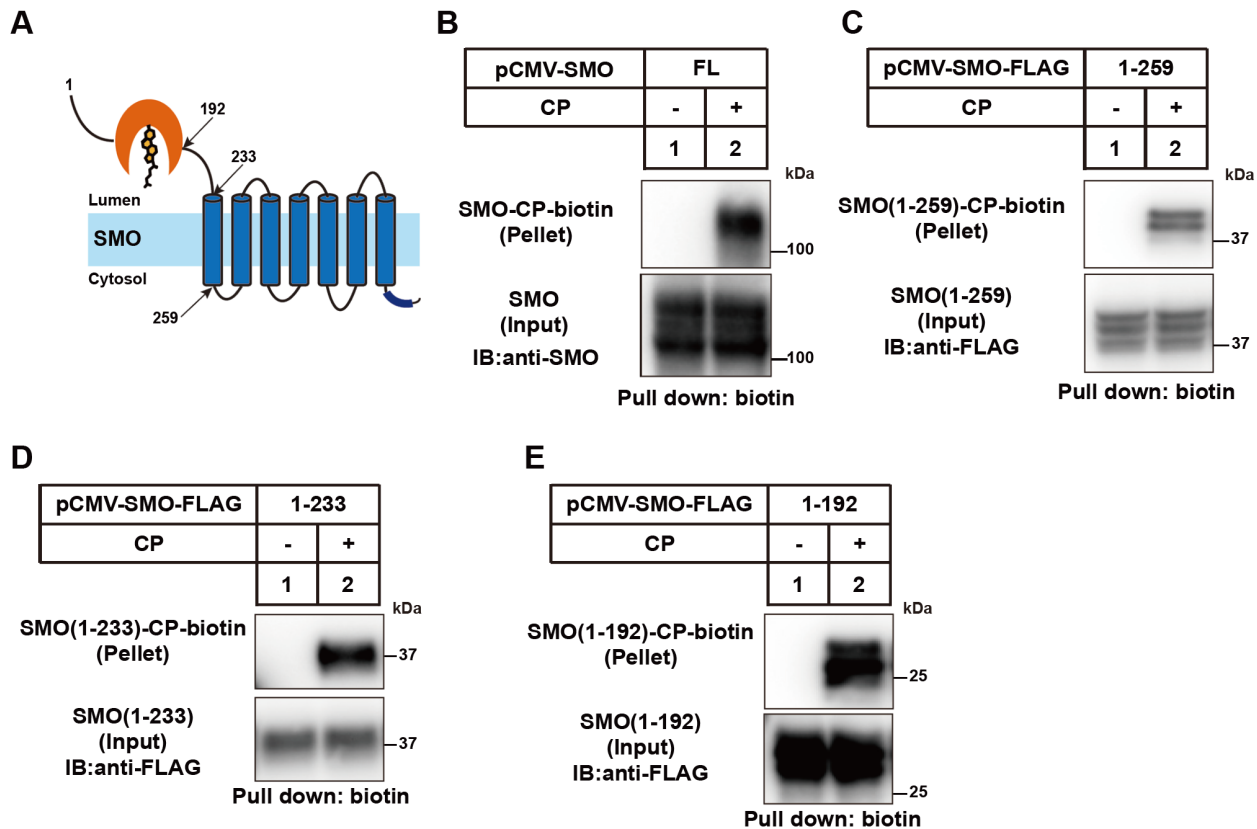 A
1
192
233
Lumen
SMO
Cytosol
259
B
pCMV-SMO FL
CP - +
1 2
kDa
SMO-CP-biotin
(Pellet)
100
SMO
(Input)
IB:anti-SMO
100
Pull down: biotin
C
pCMV-SMO-FLAG 1-259
CP - +
1 2
kDa
SMO(1-259)-CP-biotin
(Pellet)
37
SMO(1-259)
(Input)
IB:anti-FLAG
37
Pull down: biotin
D
pCMV-SMO-FLAG 1-233
CP - +
1 2
kDa
SMO(1-233)-CP-biotin
(Pellet)
37
SMO(1-233)
(Input)
IB:anti-FLAG
37
Pull down: biotin
E
pCMV-SMO-FLAG 1-192
CP - +
1 2
kDa
SMO(1-192)-CP-biotin
(Pellet)
25
SMO(1-192)
(Input)
IB:anti-FLAG
25
Pull down: biotin